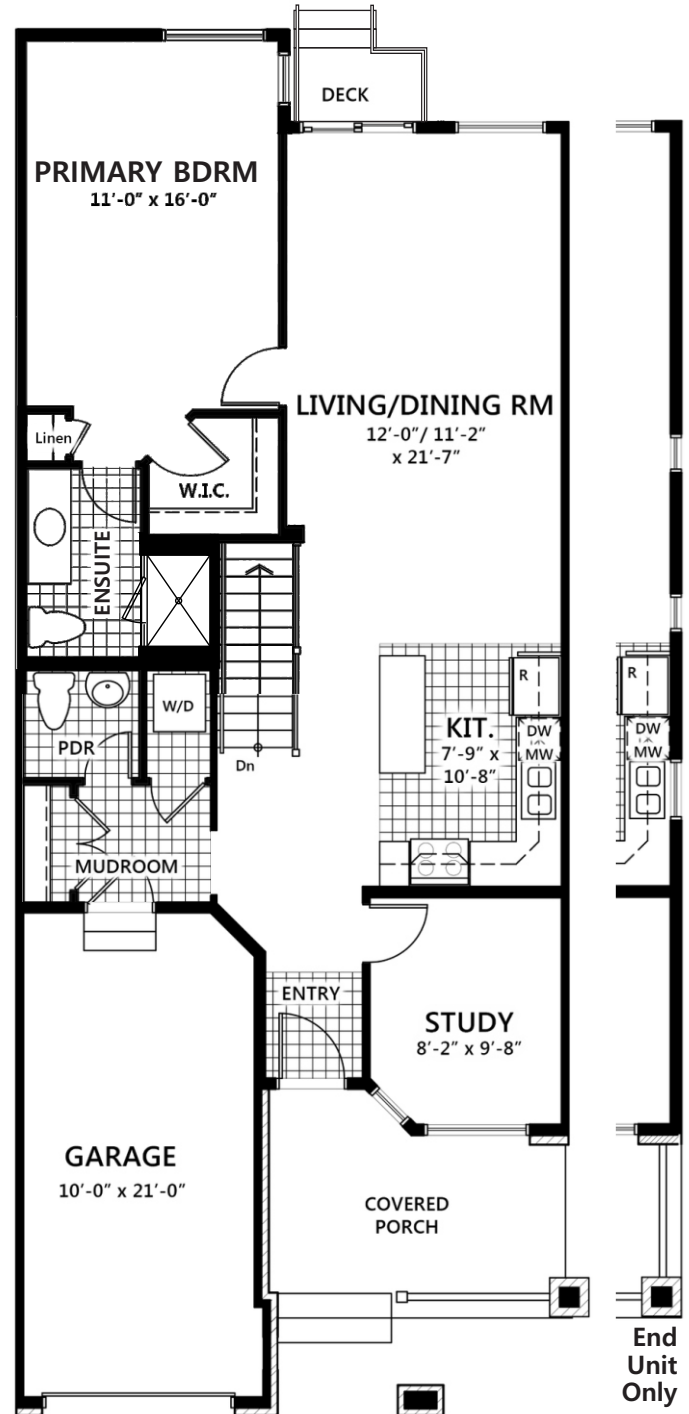 DECK
PRIMARY BDRM
11'-0" x 16'-0"
LIVING/DINING RM
12'-0"/ 11'-2"
x 21'-7"
Linen
W.I.C.
ENSUITE
W/D
PDR
Dn
R
DW
MW
KIT.
7'-9" x
10'-8"
R
DW
MW
MUDROOM
ENTRY
STUDY
8'-2" x 9'-8"
GARAGE
10'-0" x 21'-0"
COVERED
PORCH
End
Unit
Only